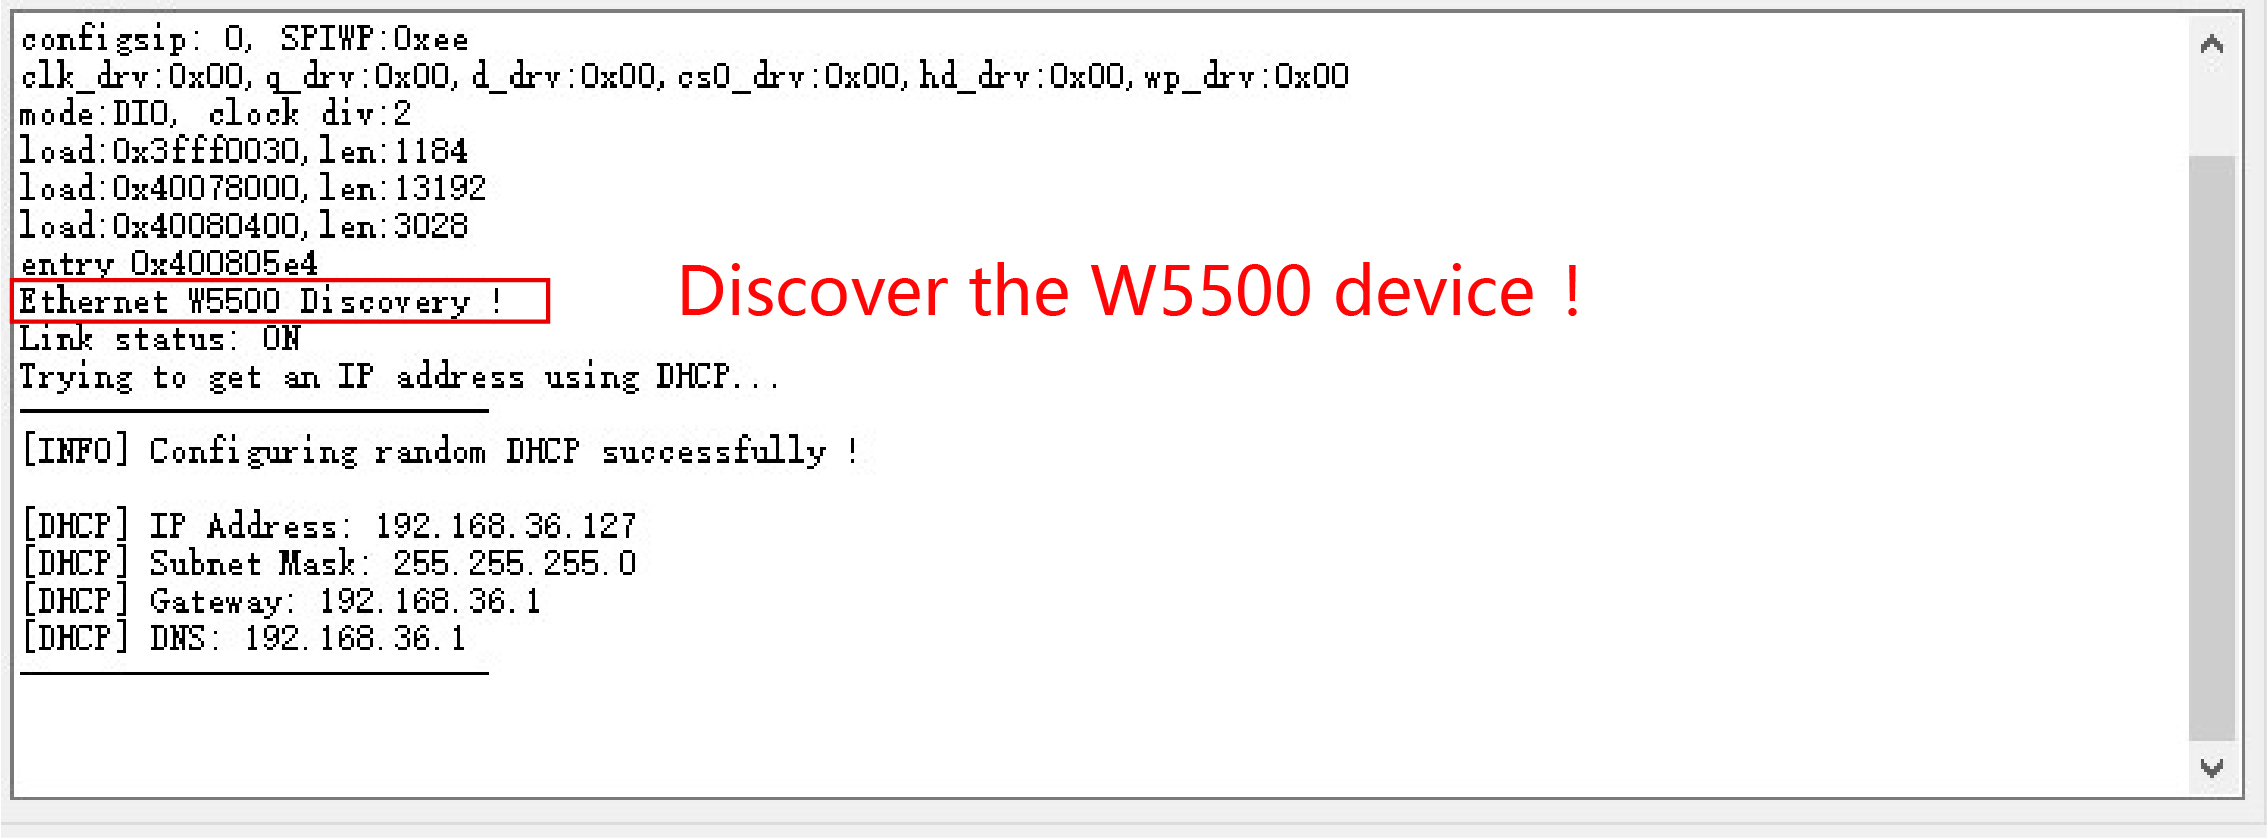 configsip: 0, SPIWP:0xee
clk_drv:0x00,q_drv:0x00,d_drv:0x00,cs0_drv:0x00,hd_drv:0x00,wp_drv:0x00
mode:DIO, clock div:2
load:0x3fff0030,len:1184
load:0x40078000,len:13192
load:0x40080400,len:3028
entry 0x400805e4
Ethernet W5500 Discovery !
Discover the W5500 device !
Link status: ON
Trying to get an IP address using DHCP...
[INFO] Configuring random DHCP successfully !
[DHCP] IP Address: 192.168.36.127
[DHCP] Subnet Mask: 255.255.255.0
[DHCP] Gateway: 192.168.36.1
[DHCP] DNS: 192.168.36.1